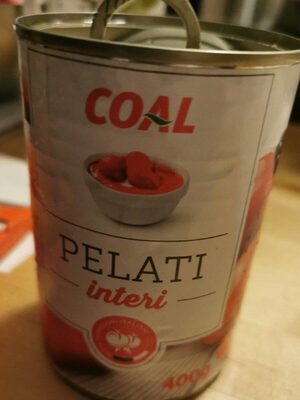 COAL
PELATI
interi
400g